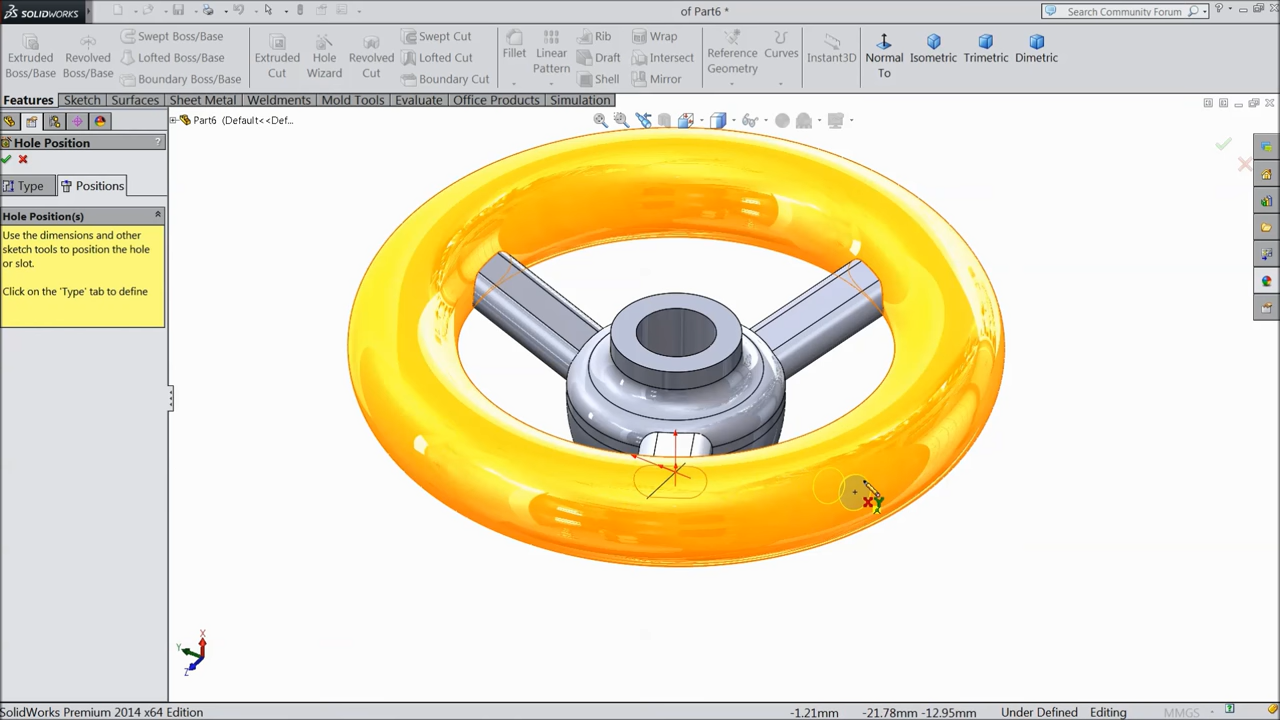 SOLIDWORKS
of Part6 *
Search Community Forum
Extruded Boss/Base
Revolved Boss/Base
Swept Boss/Base
Lofted Boss/Base
Boundary Boss/Base
Extruded Cut
Hole Wizard
Revolved Cut
Swept Cut
Lofted Cut
Boundary Cut
Fillet
Linear Pattern
Rib
Draft
Shell
Wrap
Intersect
Mirror
Reference Geometry
Curves
Instant3D
Normal To
Isometric
Trimetric
Dimetric
Features Sketch Surfaces Sheet Metal Weldments Mold Tools Evaluate Office Products Simulation
Part6 (Default<<Def...
Hole Position ?
Type Positions
Hole Position(s)
Use the dimensions and other
sketch tools to position the hole
or slot.
Click on the 'Type' tab to define
X
Y
Z
SolidWorks Premium 2014 x64 Edition
-1.21mm -21.78mm -12.95mm Under Defined Editing MMGS